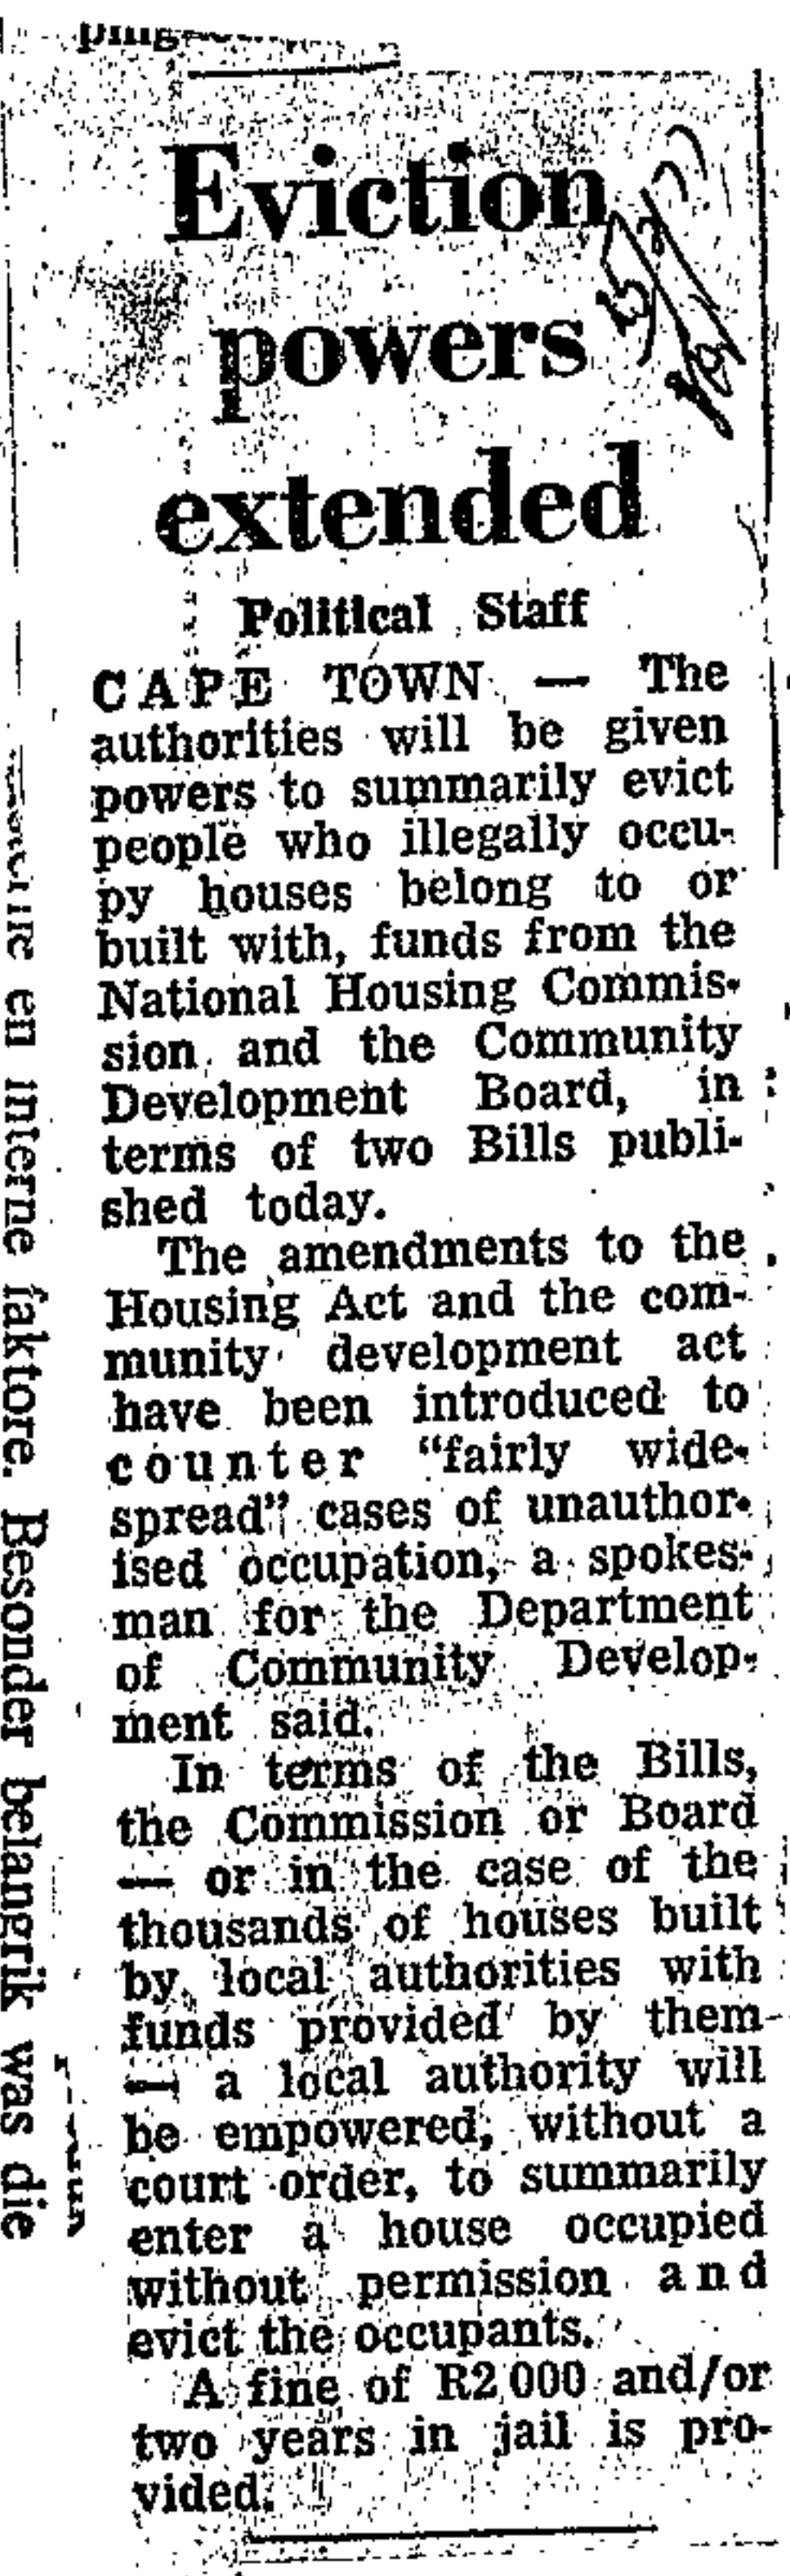 Eviction
powers
extended
Political Staff
CAPE TOWN — The
authorities will be given
powers to summarily evict
people who illegally occu-
py houses belong to or
built with, funds from the
National Housing Commis-
sion and the Community
Development Board, in
terms of two Bills publi-
shed today.
The amendments to the
Housing Act and the com-
munity development act
have been introduced to
counter "fairly wide-
spread" cases of unauthor-
ised occupation, a spokes-
man for the Department
of Community Develop-
ment said.
In terms of the Bills,
the Commission or Board
— or in the case of the
thousands of houses built
by local authorities with
funds provided by them
— a local authority will
be empowered, without a
court order, to summarily
enter a house occupied
without permission and
evict the occupants.
A fine of R2 000 and/or
two years in jail is pro-
vided.
en interne faktore. Besonder belangrik was die